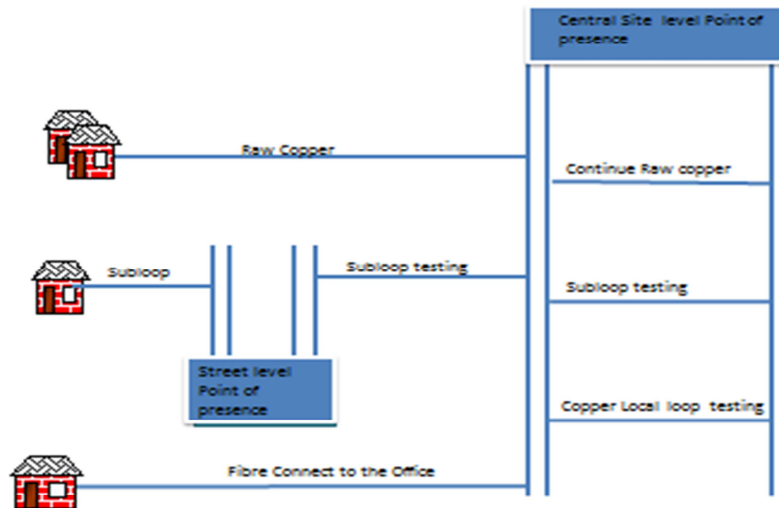 Central Site level Point of
presence
Raw Copper
Continue Raw copper
Subloop
Subloop testing
Subloop testing
Street level
Point of
presence
Copper Local loop testing
Fibre Connect to the Office